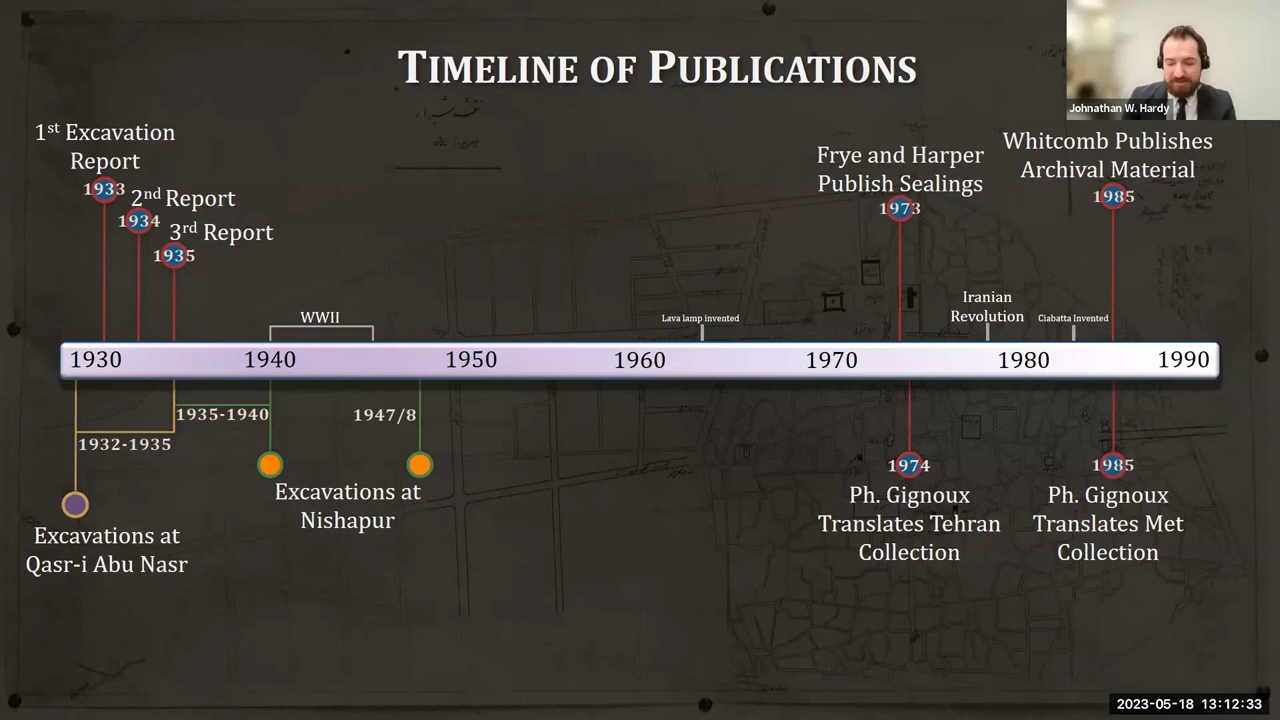 TIMELINE OF PUBLICATIONS
Johnathan W. Hardy
1st Excavation
Report
1933
2nd Report
1934
3rd Report
1935
Frye and Harper
Publish Sealings
1973
Whitcomb Publishes
Archival Material
1985
WWII
Lava lamp invented
Iranian
Revolution
Ciabatta Invented
1930 1940 1950 1960 1970 1980 1990
1935-1940
1947/8
1932-1935
Excavations at
Nishapur
Excavations at
Qasr-i Abu Nasr
1974
Ph. Gignoux
Translates Tehran
Collection
1985
Ph. Gignoux
Translates Met
Collection
2023-05-18 13:12:33